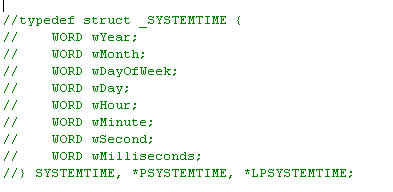 //typedef struct _SYSTEMTIME {
//    WORD wYear;
//    WORD wMonth;
//    WORD wDayOfWeek;
//    WORD wDay;
//    WORD wHour;
//    WORD wMinute;
//    WORD wSecond;
//    WORD wMilliseconds;
//} SYSTEMTIME, *PSYSTEMTIME, *LPSYSTEMTIME;